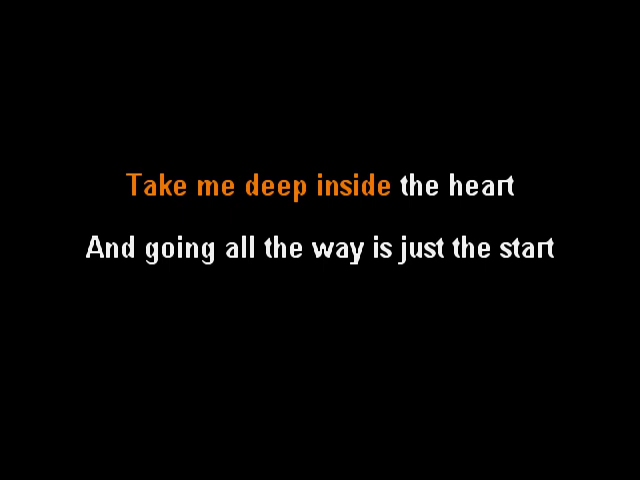 Take me deep inside the heart
And going all the way is just the start